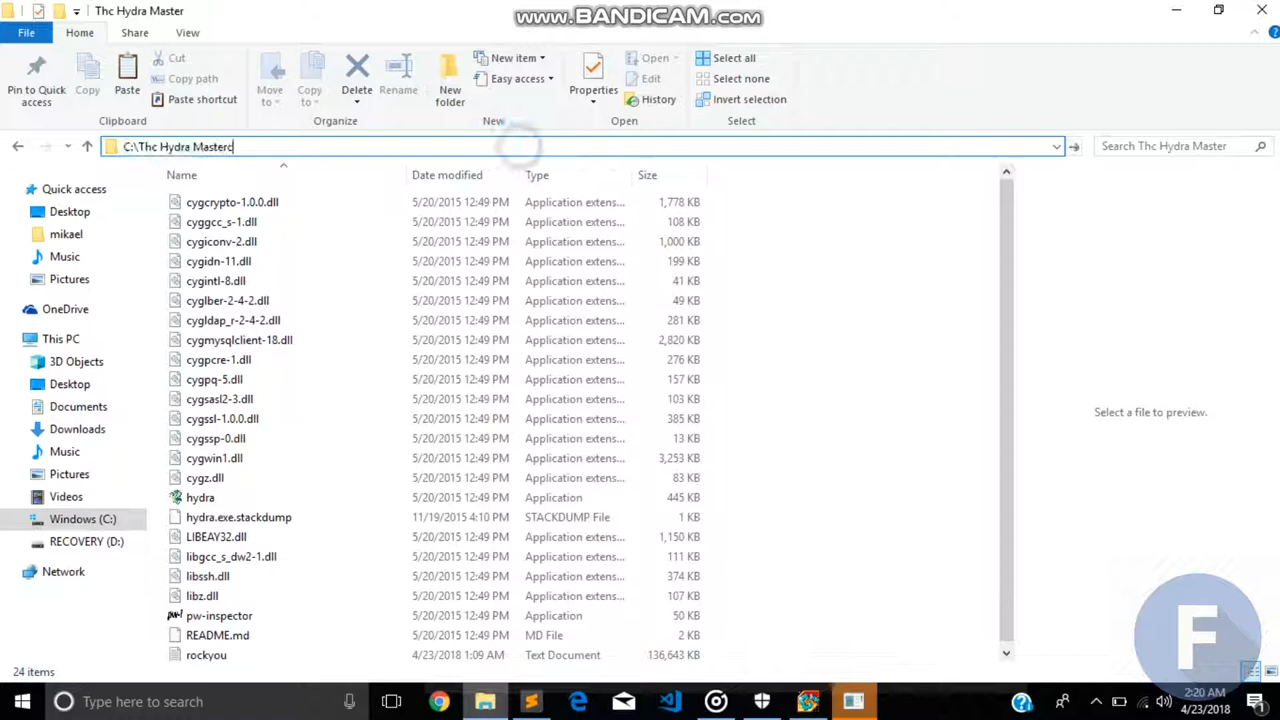 Thc Hydra Master
www.BANDICAM.com
File Home Share View
Pin to Quick access
Copy
Paste
Cut
Copy path
Paste shortcut
Clipboard
Move to
Copy to
Delete
Rename
Organize
New folder
New item
Easy access
New
Properties
Open
Edit
History
Open
Select all
Select none
Invert selection
Select
C:\Thc Hydra Masterc
Search Thc Hydra Master
Quick access
Desktop
mikael
Music
Pictures
OneDrive
This PC
3D Objects
Desktop
Documents
Downloads
Music
Pictures
Videos
Windows (C:)
RECOVERY (D:)
Network
Name Date modified Type Size
cygcrypto-1.0.0.dll 5/20/2015 12:49 PM Application extens... 1,778 KB
cyggcc_s-1.dll 5/20/2015 12:49 PM Application extens... 108 KB
cygiconv-2.dll 5/20/2015 12:49 PM Application extens... 1,000 KB
cygidn-11.dll 5/20/2015 12:49 PM Application extens... 199 KB
cygintl-8.dll 5/20/2015 12:49 PM Application extens... 41 KB
cyglber-2-4-2.dll 5/20/2015 12:49 PM Application extens... 49 KB
cygldap_r-2-4-2.dll 5/20/2015 12:49 PM Application extens... 281 KB
cygmysqlclient-18.dll 5/20/2015 12:49 PM Application extens... 2,820 KB
cygpcre-1.dll 5/20/2015 12:49 PM Application extens... 276 KB
cygpq-5.dll 5/20/2015 12:49 PM Application extens... 157 KB
cygsasl2-3.dll 5/20/2015 12:49 PM Application extens... 103 KB
cygssl-1.0.0.dll 5/20/2015 12:49 PM Application extens... 385 KB
cygssp-0.dll 5/20/2015 12:49 PM Application extens... 13 KB
cygwin1.dll 5/20/2015 12:49 PM Application extens... 3,253 KB
cygz.dll 5/20/2015 12:49 PM Application extens... 83 KB
hydra 5/20/2015 12:49 PM Application 445 KB
hydra.exe.stackdump 11/19/2015 4:10 PM STACKDUMP File 1 KB
LIBEAY32.dll 5/20/2015 12:49 PM Application extens... 1,150 KB
libgcc_s_dw2-1.dll 5/20/2015 12:49 PM Application extens... 111 KB
libssh.dll 5/20/2015 12:49 PM Application extens... 374 KB
libz.dll 5/20/2015 12:49 PM Application extens... 107 KB
pw-inspector 5/20/2015 12:49 PM Application 50 KB
README.md 5/20/2015 12:49 PM MD File 2 KB
rockyou 4/23/2018 1:09 AM Text Document 136,643 KB
Select a file to preview.
F
24 items
Type here to search
2:20 AM
4/23/2018